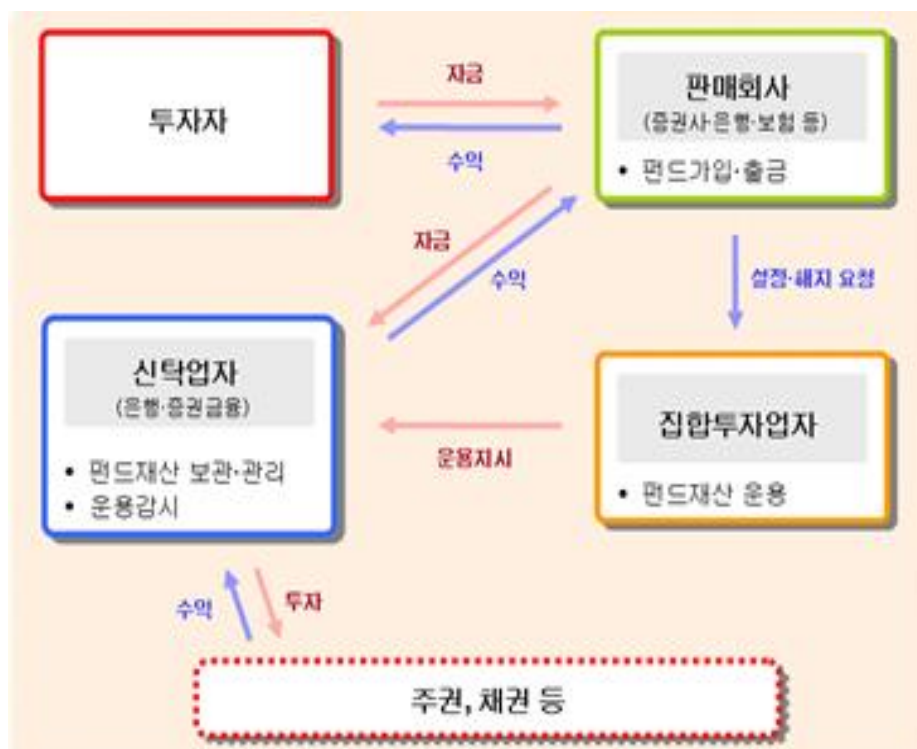 투자자
자금
수익
판매회사
(증권사·은행·보험 등)
• 펀드가입·출금
자금
수익
설정·해지 요청
신탁업자
(은행·증권금융)
• 펀드재산 보관·관리
• 운용감시
운용지시
집합투자업자
• 펀드재산 운용
수익
투자
주권, 채권 등